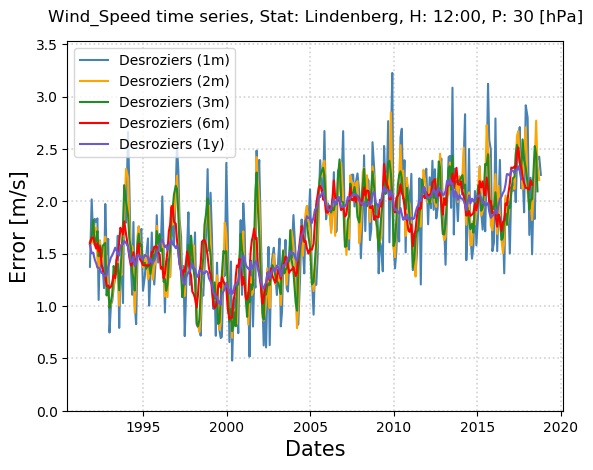 Wind_Speed time series, Stat: Lindenberg, H: 12:00, P: 30 [hPa]
3.5
3.0
2.5
2.0
1.5
1.0
0.5
0.0
Error [m/s]
Desroziers (1m)
Desroziers (2m)
Desroziers (3m)
Desroziers (6m)
Desroziers (1y)
1995
2000
2005
2010
2015
2020
Dates